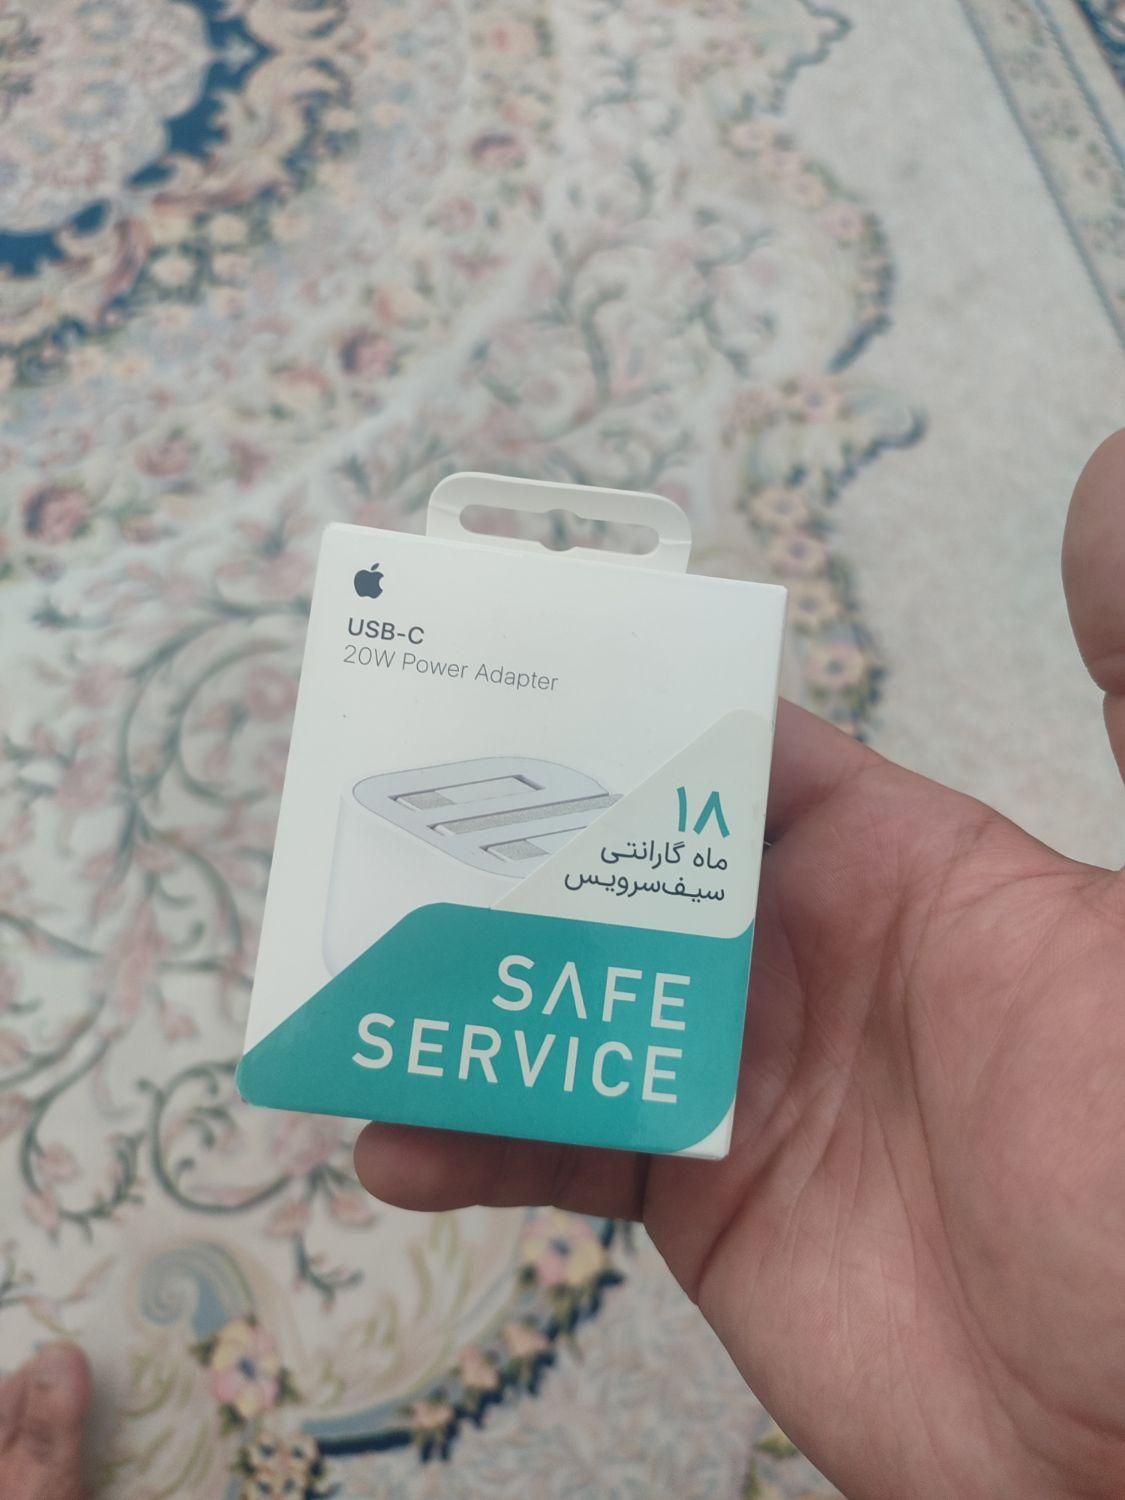 USB-C
20W Power Adapter
۱۸
ماه گارانتی
سیف‌سرویس
SAFE
SERVICE